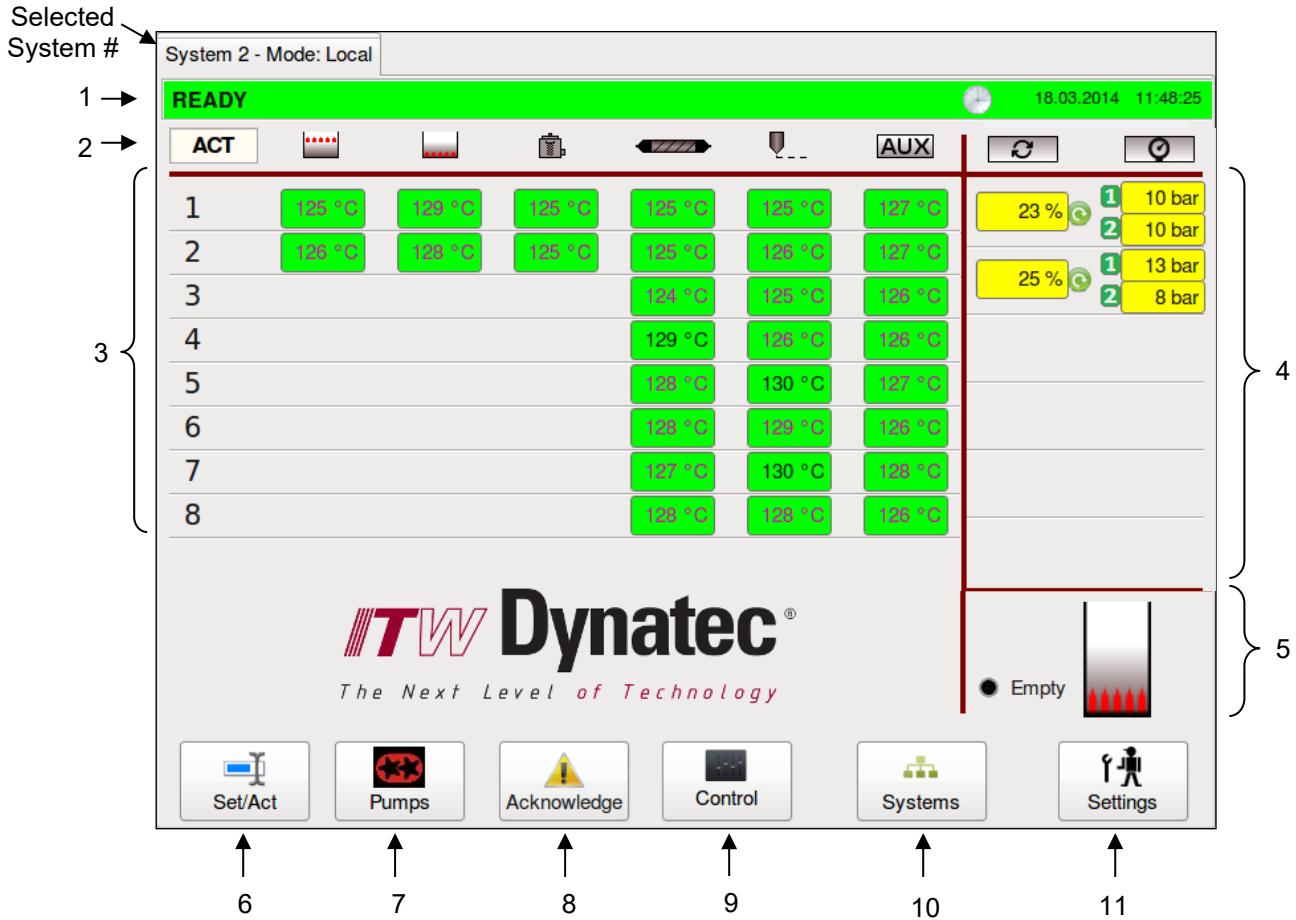 Selected
System #
System 2 - Mode: Local
1
READY 18.03.2014 11:48:25
2
ACT AUX
1 125 °C 129 °C 125 °C 125 °C 125 °C 127 °C 23 % 1 10 bar
2 10 bar
2 126 °C 128 °C 125 °C 125 °C 126 °C 127 °C 25 % 1 13 bar
2 8 bar
3 124 °C 125 °C 126 °C
4 129 °C 126 °C 126 °C
3
4
5 128 °C 130 °C 127 °C
6 128 °C 129 °C 126 °C
7 127 °C 130 °C 128 °C
8 128 °C 128 °C 126 °C
ITW Dynatec®
The Next Level of Technology
Empty
5
Set/Act Pumps Acknowledge Control Systems Settings
6 7 8 9 10 11